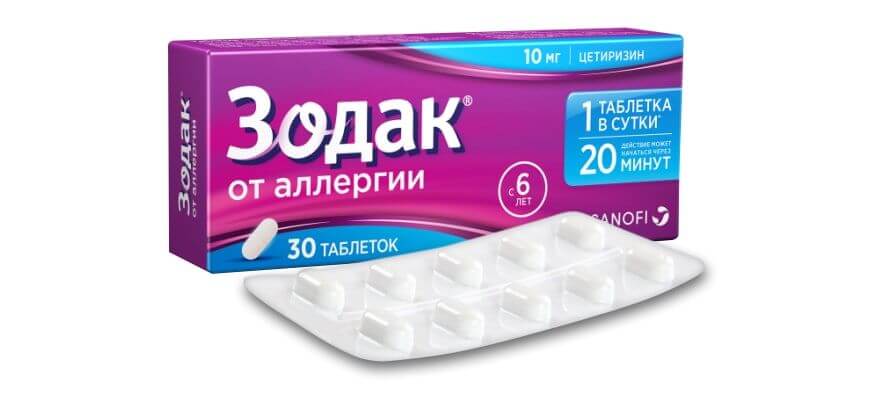 Зодак
от аллергии
10 мг | ЦЕТИРИЗИН
Зодак®
от аллергии
1 ТАБЛЕТКА
В СУТКИ*
ДЕЙСТВИЕ МОЖЕТ
НАЧАТЬСЯ ЧЕРЕЗ
20 МИНУТ
С 6
ЛЕТ
SANOFI
30 ТАБЛЕТОК